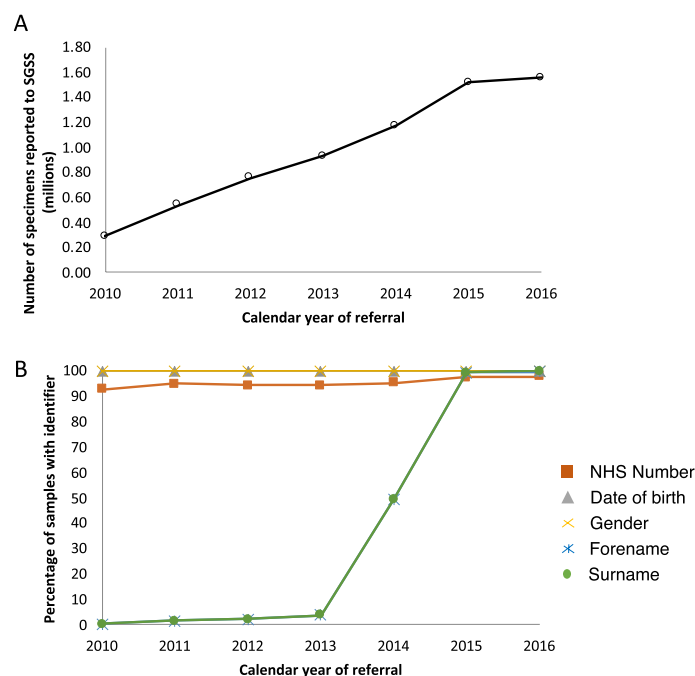 A
Number of specimens reported to SGSS
(millions)
1.80
1.60
1.40
1.20
1.00
0.80
0.60
0.40
0.20
0.00
2010 2011 2012 2013 2014 2015 2016
Calendar year of referral
B
Percentage of samples with identifier
100
90
80
70
60
50
40
30
20
10
0
2010 2011 2012 2013 2014 2015 2016
Calendar year of referral
NHS Number
Date of birth
Gender
Forename
Surname